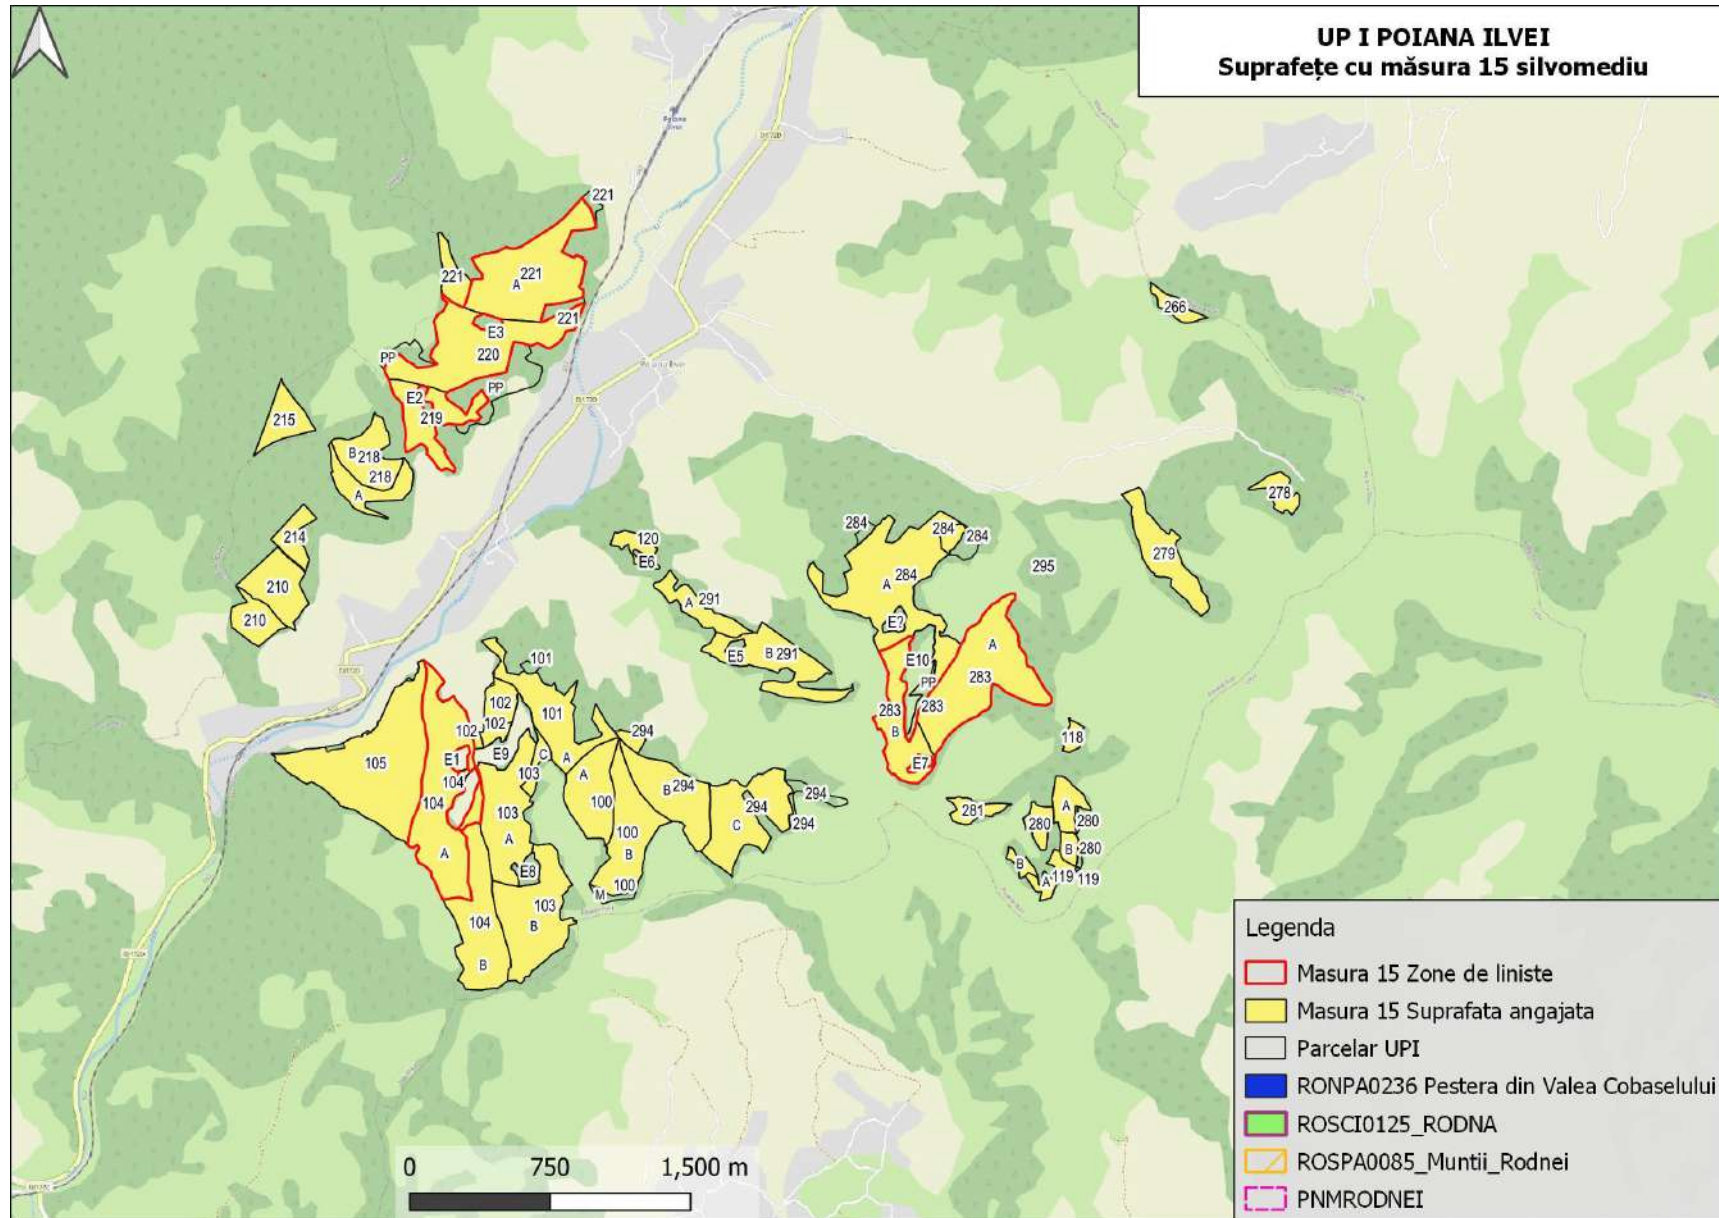 UP I POIANA ILVEI
Suprafețe cu măsura 15 silvomediu
Poiana Ilvei
221
221
221
A
221
E3
220
PP
PP
E2
219
215
B
218
218
A
214
210
210
266
278
279
284
284
284
295
A
284
E?
A
E10
283
PP
283
283
B
E7
120
E6
A
291
E5
B
291
101
102
102
102
101
105
E1
E9
C
A
A
294
103
104
104
103
100
B
294
A
A
100
C
294
294
294
E8
B
M
100
103
104
B
B
118
281
280
A
280
B
280
B
119
119
A
0
750
1,500 m
Legenda
Masura 15 Zone de liniste
Masura 15 Suprafata angajata
Parcelar UPI
RONPA0236 Pestera din Valea Cobaselului
ROSCI0125_RODNA
ROSPA0085_Muntii_Rodnei
PNMRODNEI